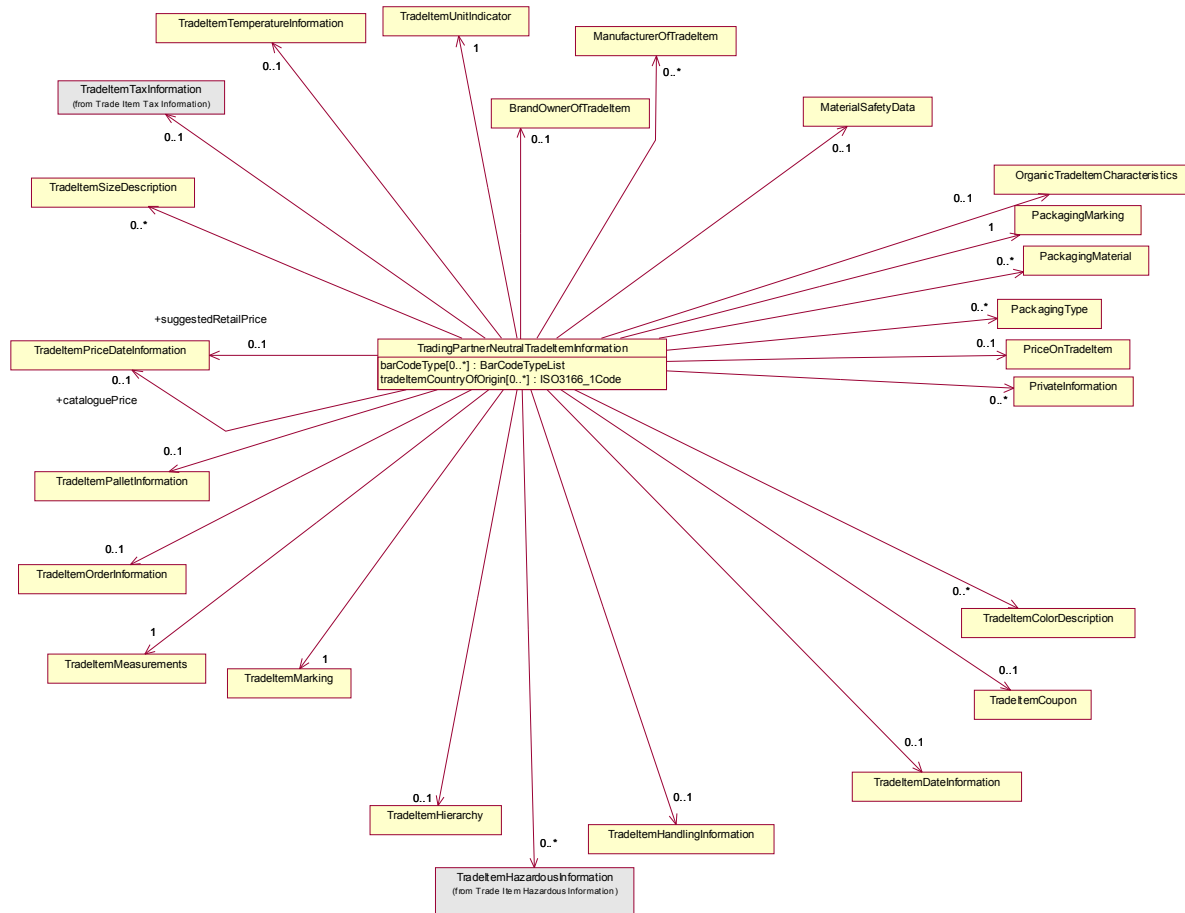 TradeItemUnitIndicator
1
TradeItemTemperatureInformation
0..1
ManufacturerOfTradeItem
0..*
TradeItemTaxInformation
(from Trade Item Tax Information)
0..1
BrandOwnerOfTradeItem
0..1
MaterialSafetyData
0..1
OrganicTradeItemCharacteristics
0..1
TradeItemSizeDescription
0..*
PackagingMarking
1
PackagingMaterial
0..*
PackagingType
0..*
+suggestedRetailPrice
TradeItemPriceDateInformation
0..1
0..1
+cataloguePrice
TradingPartnerNeutralTradeItemInformation
barCodeType[0..*] : BarCodeTypeList
tradeItemCountryOfOrigin[0..*] : ISO3166_1Code
PriceOnTradeItem
0..1
PrivateInformation
0..*
0..1
TradeItemPalletInformation
0..1
TradeItemOrderInformation
0..*
TradeItemColorDescription
1
TradeItemMeasurements
1
TradeItemMarking
0..1
TradeItemCoupon
0..1
TradeItemDateInformation
0..1
TradeItemHierarchy
0..1
TradeItemHandlingInformation
0..*
TradeItemHazardousInformation
(from Trade Item Hazardous Information)